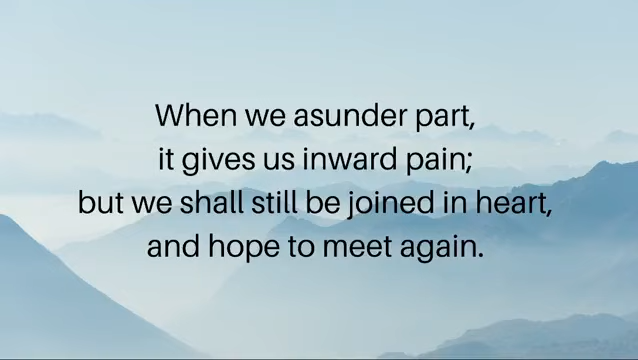 When we asunder part,
it gives us inward pain;
but we shall still be joined in heart,
and hope to meet again.